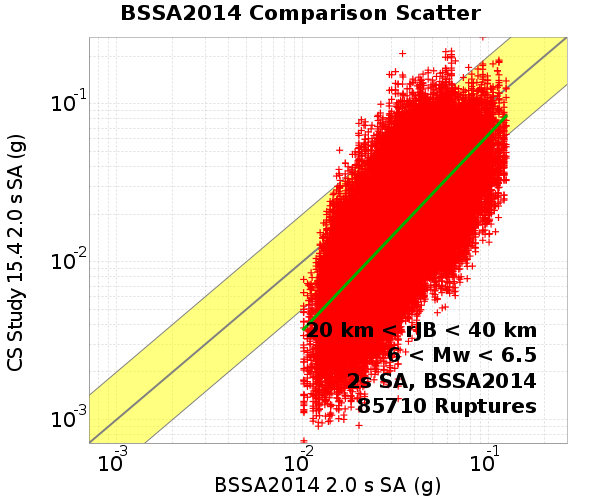 BSSA2014 Comparison Scatter
CS Study 15.4 2.0 s SA (g)
10^-1
10^-2
10^-3
20 km < rJB < 40 km
6 < Mw < 6.5
2s SA, BSSA2014
85710 Ruptures
10^-3 10^-2 10^-1
BSSA2014 2.0 s SA (g)